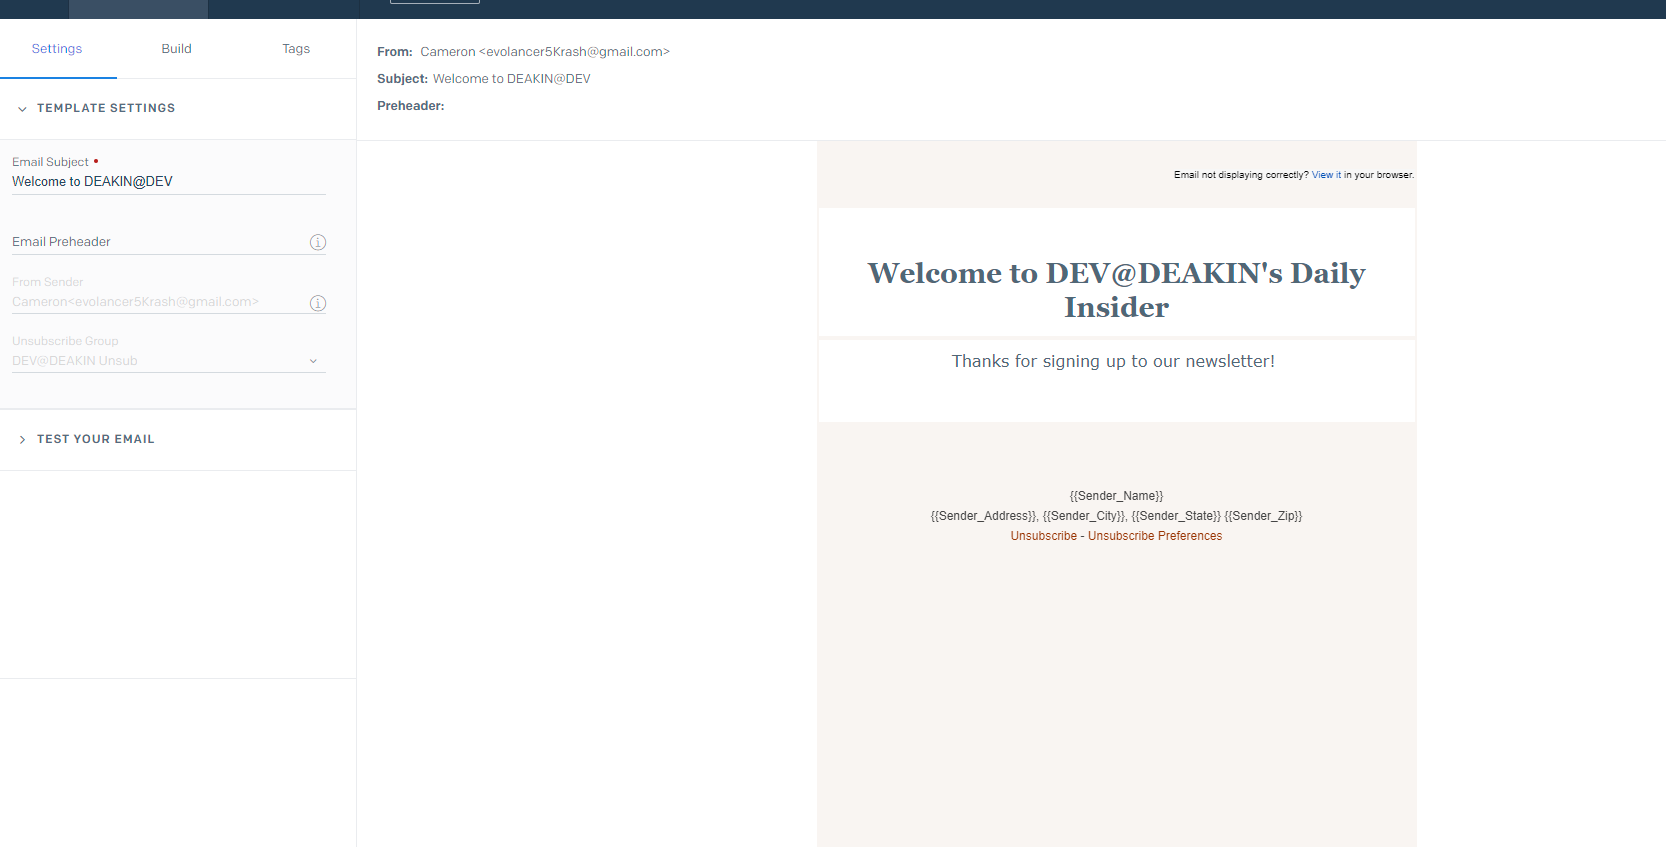 Settings
Build
Tags
TEMPLATE SETTINGS
Email Subject
Welcome to DEAKIN@DEV
Email Preheader
From Sender
Cameron<evolancer5Krash@gmail.com>
Unsubscribe Group
DEV@DEAKIN Unsub
TEST YOUR EMAIL
From: Cameron <evolancer5Krash@gmail.com>
Subject: Welcome to DEAKIN@DEV
Preheader:
Email not displaying correctly? View it in your browser.
Welcome to DEV@DEAKIN's Daily
Insider
Thanks for signing up to our newsletter!
{{Sender_Name}}
{{Sender_Address}}, {{Sender_City}}, {{Sender_State}} {{Sender_Zip}}
Unsubscribe - Unsubscribe Preferences